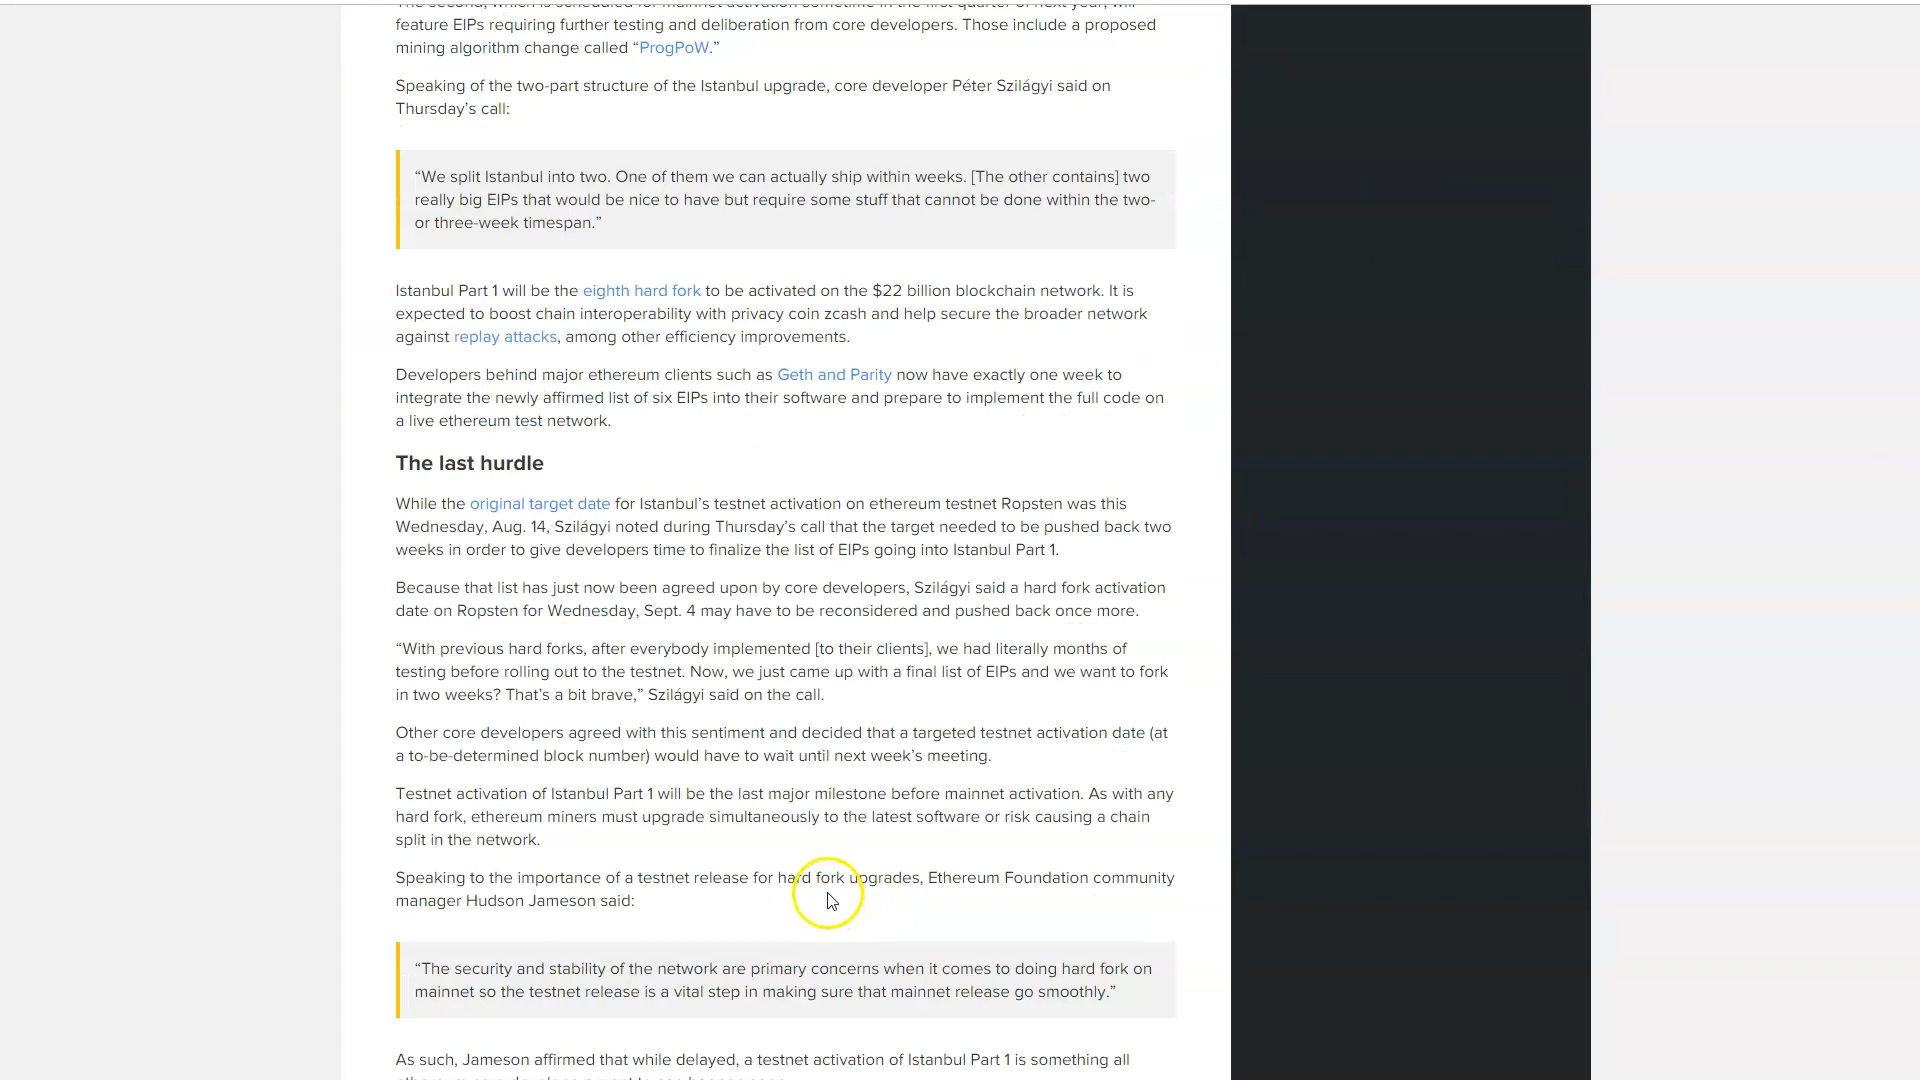 The second, which is scheduled for mainnet activation sometime in the first quarter of next year, will
feature EIPs requiring further testing and deliberation from core developers. Those include a proposed
mining algorithm change called “ProgPoW.”
Speaking of the two-part structure of the Istanbul upgrade, core developer Péter Szilágyi said on
Thursday’s call:
“We split Istanbul into two. One of them we can actually ship within weeks. [The other contains] two
really big EIPs that would be nice to have but require some stuff that cannot be done within the two-
or three-week timespan.”
Istanbul Part 1 will be the eighth hard fork to be activated on the $22 billion blockchain network. It is
expected to boost chain interoperability with privacy coin zcash and help secure the broader network
against replay attacks, among other efficiency improvements.
Developers behind major ethereum clients such as Geth and Parity now have exactly one week to
integrate the newly affirmed list of six EIPs into their software and prepare to implement the full code on
a live ethereum test network.
The last hurdle
While the original target date for Istanbul’s testnet activation on ethereum testnet Ropsten was this
Wednesday, Aug. 14, Szilágyi noted during Thursday’s call that the target needed to be pushed back two
weeks in order to give developers time to finalize the list of EIPs going into Istanbul Part 1.
Because that list has just now been agreed upon by core developers, Szilágyi said a hard fork activation
date on Ropsten for Wednesday, Sept. 4 may have to be reconsidered and pushed back once more.
“With previous hard forks, after everybody implemented [to their clients], we had literally months of
testing before rolling out to the testnet. Now, we just came up with a final list of EIPs and we want to fork
in two weeks? That’s a bit brave,” Szilágyi said on the call.
Other core developers agreed with this sentiment and decided that a targeted testnet activation date (at
a to-be-determined block number) would have to wait until next week’s meeting.
Testnet activation of Istanbul Part 1 will be the last major milestone before mainnet activation. As with any
hard fork, ethereum miners must upgrade simultaneously to the latest software or risk causing a chain
split in the network.
Speaking to the importance of a testnet release for hard fork upgrades, Ethereum Foundation community
manager Hudson Jameson said:
“The security and stability of the network are primary concerns when it comes to doing hard fork on
mainnet so the testnet release is a vital step in making sure that mainnet release go smoothly.”
As such, Jameson affirmed that while delayed, a testnet activation of Istanbul Part 1 is something all